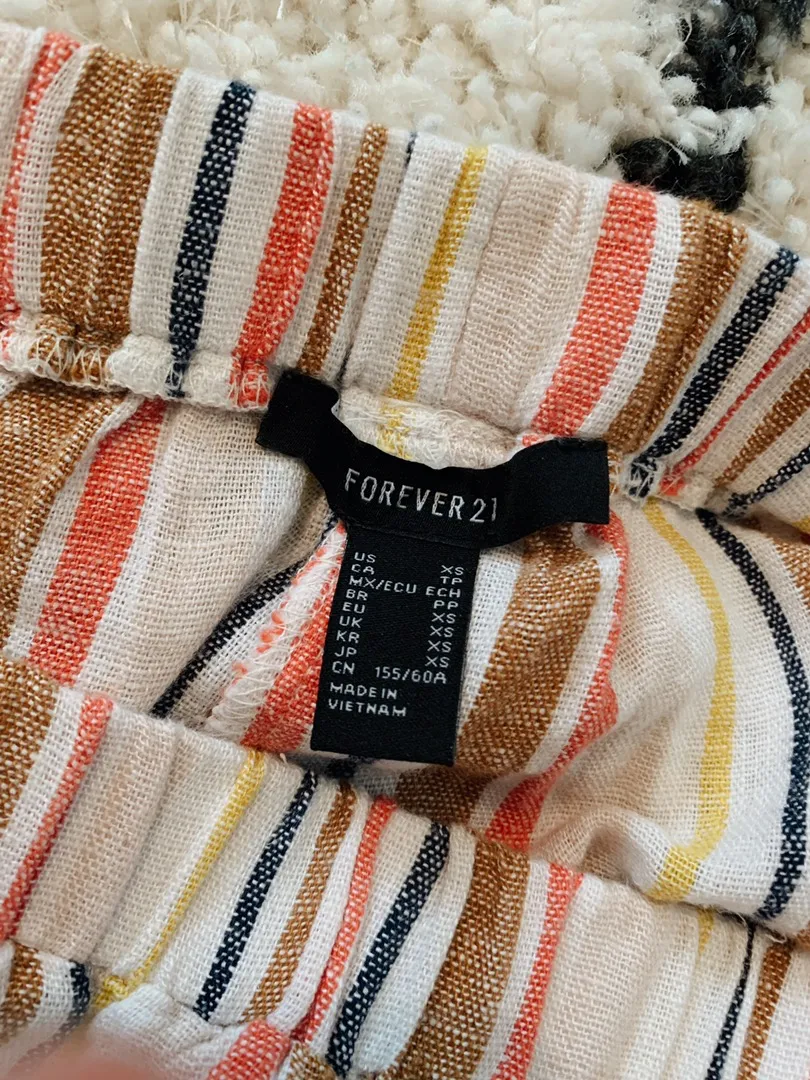 FOREVER 21
US XS
CA TP
MX/ECU ECH
BR PP
EU XS
UK XS
KR XS
JP XS
CN 155/60A
MADE IN
VIETNAM